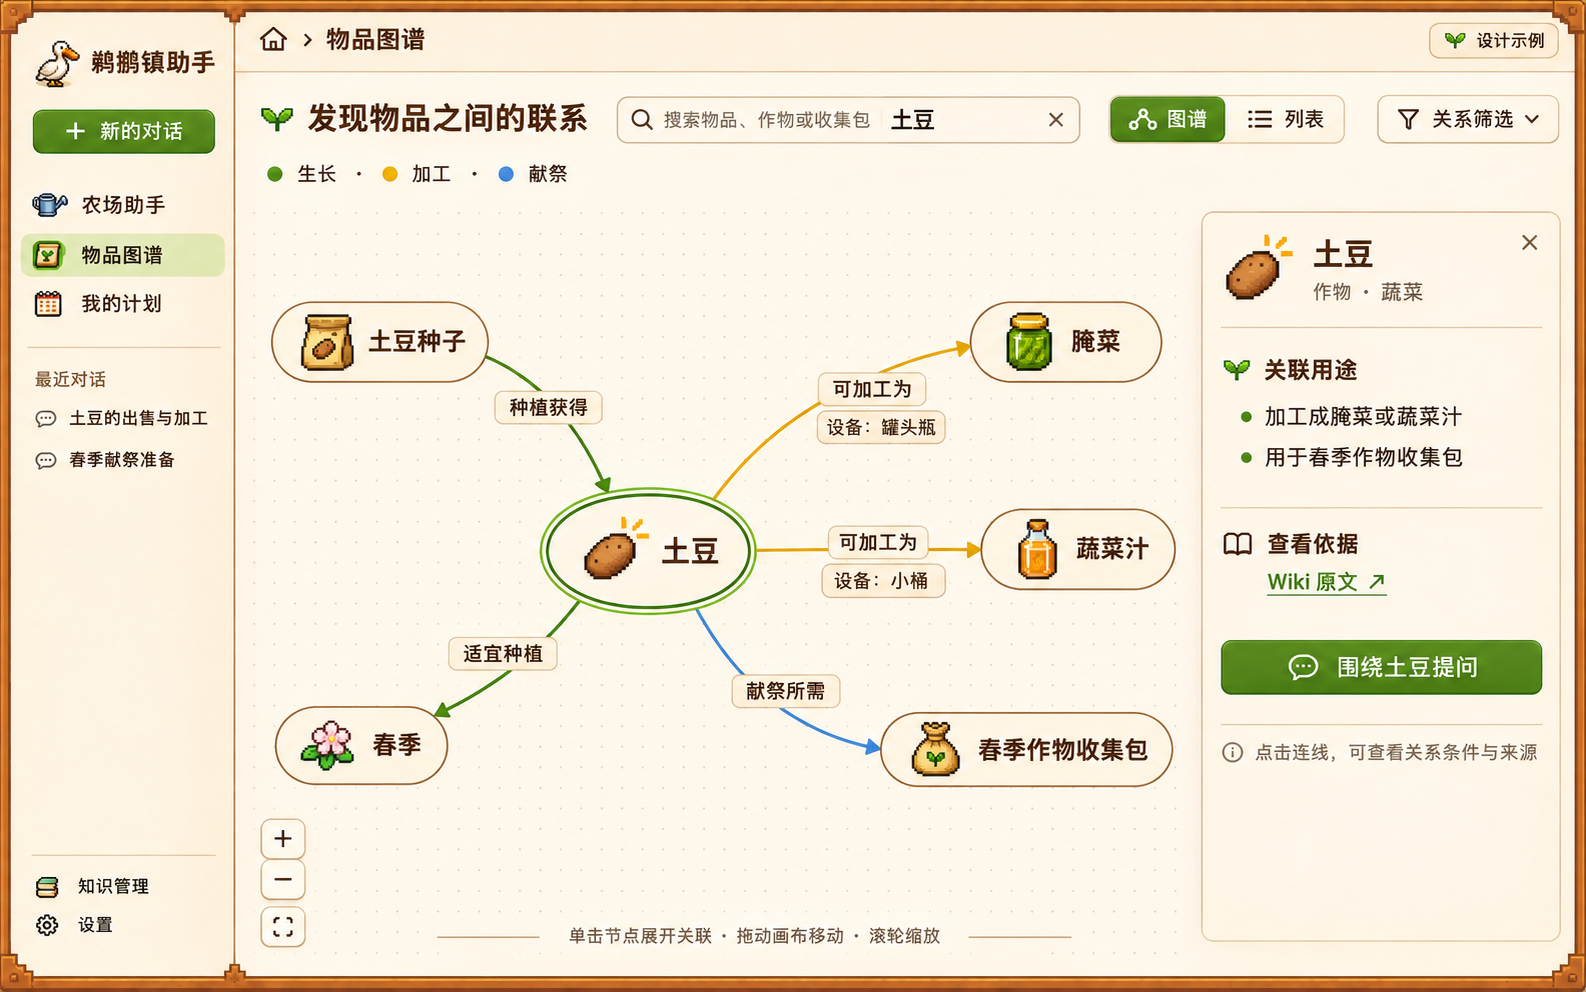 鹈鹕镇助手
新的对话
农场助手
物品图谱
我的计划
最近对话
土豆的出售与加工
春季献祭准备
知识管理
设置
物品图谱
设计示例
发现物品之间的联系
搜索物品、作物或收集包 土豆
图谱
列表
关系筛选
生长 · 加工 · 献祭
土豆种子
种植获得
腌菜
可加工为
设备：罐头瓶
土豆
可加工为
设备：小桶
蔬菜汁
适宜种植
献祭所需
春季
春季作物收集包
单击节点展开关联 · 拖动画布移动 · 滚轮缩放
土豆
作物 · 蔬菜
关联用途
加工成腌菜或蔬菜汁
用于春季作物收集包
查看依据
Wiki 原文 ↗
围绕土豆提问
点击连线，可查看关系条件与来源